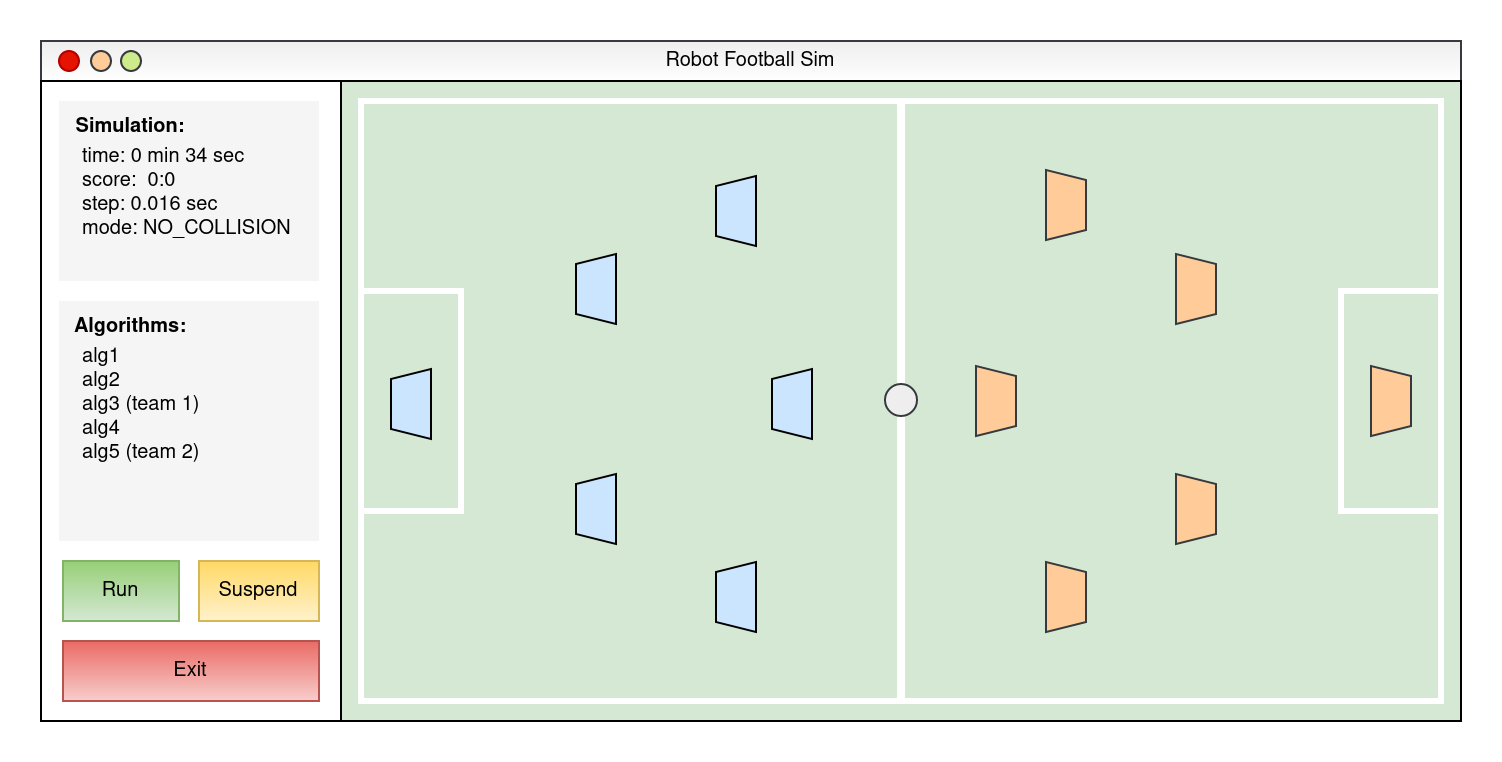 Robot Football Sim
Simulation:
time: 0 min 34 sec
score:  0:0
step: 0.016 sec
mode: NO_COLLISION
Algorithms:
alg1
alg2
alg3 (team 1)
alg4
alg5 (team 2)
Run
Suspend
Exit